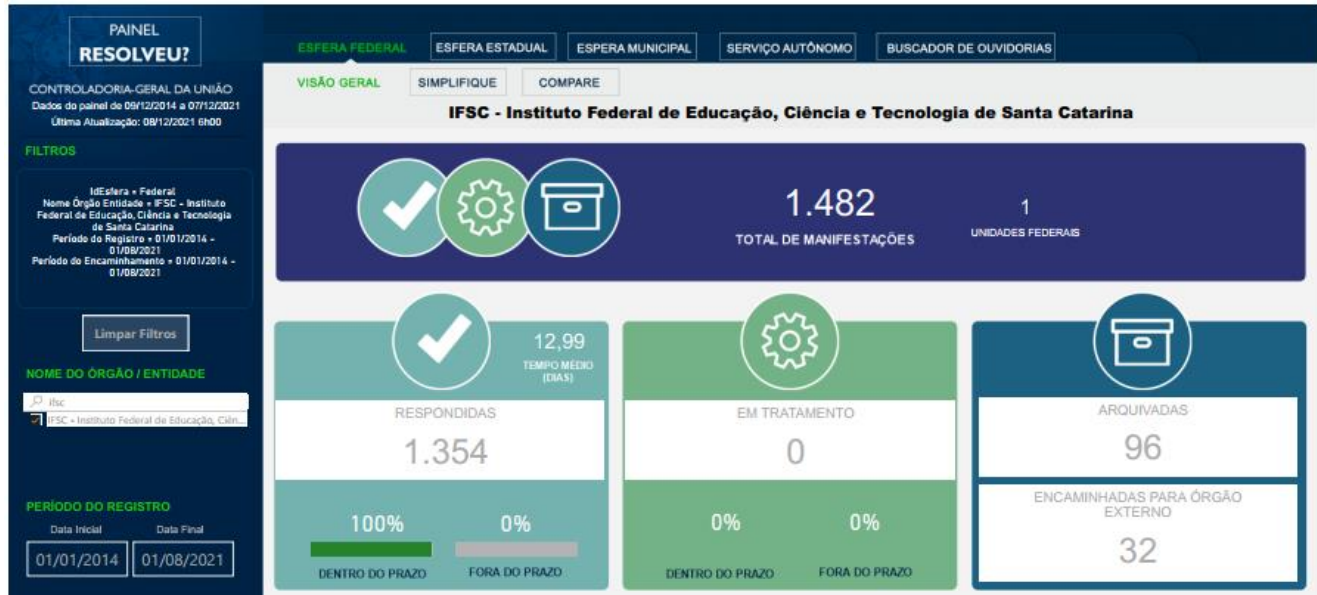 PAINEL
RESOLVEU?
CONTROLADORIA-GERAL DA UNIÃO
Dados do painel de 09/12/2014 a 07/12/2021
Última Atualização: 08/12/2021 6h00
FILTROS
IdEsfera = Federal
Nome Órgão Entidade = IFSC - Instituto
Federal de Educação, Ciência e Tecnologia
de Santa Catarina
Período do Registro = 01/01/2014 -
01/08/2021
Período do Encaminhamento = 01/01/2014 -
01/08/2021
Limpar Filtros
NOME DO ÓRGÃO / ENTIDADE
ifsc
IFSC - Instituto Federal de Educação, Ciên...
PERÍODO DO REGISTRO
Data Inicial Data Final
01/01/2014 01/08/2021
ESFERA FEDERAL ESFERA ESTADUAL ESPERA MUNICIPAL SERVIÇO AUTÔNOMO BUSCADOR DE OUVIDORIAS
VISÃO GERAL SIMPLIFIQUE COMPARE
IFSC - Instituto Federal de Educação, Ciência e Tecnologia de Santa Catarina
1.482 1
TOTAL DE MANIFESTAÇÕES UNIDADES FEDERAIS
12,99
TEMPO MÉDIO
(DIAS)
RESPONDIDAS
1.354
100% 0%
DENTRO DO PRAZO FORA DO PRAZO
EM TRATAMENTO
0
0% 0%
DENTRO DO PRAZO FORA DO PRAZO
ARQUIVADAS
96
ENCAMINHADAS PARA ÓRGÃO
EXTERNO
32